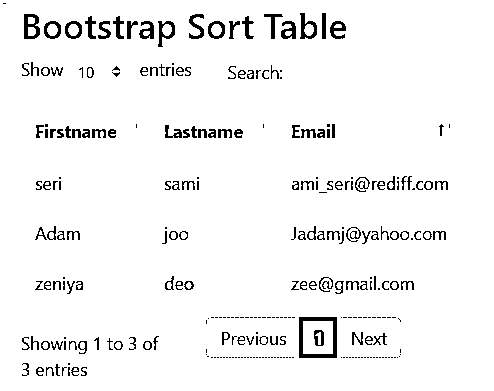 Bootstrap Sort Table
Show 10 entries Search:
Firstname Lastname Email
seri sami ami_seri@rediff.com
Adam joo Jadamj@yahoo.com
zeniya deo zee@gmail.com
Showing 1 to 3 of
3 entries
Previous 1 Next